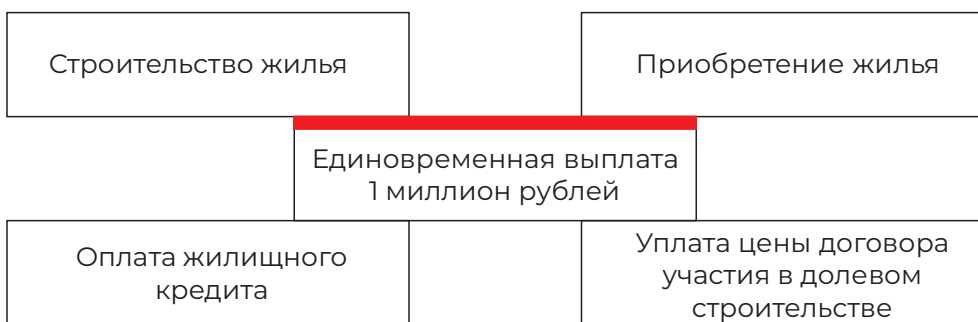 Строительство жилья
Приобретение жилья
Единовременная выплата
1 миллион рублей
Оплата жилищного
кредита
Уплата цены договора
участия в долевом
строительстве